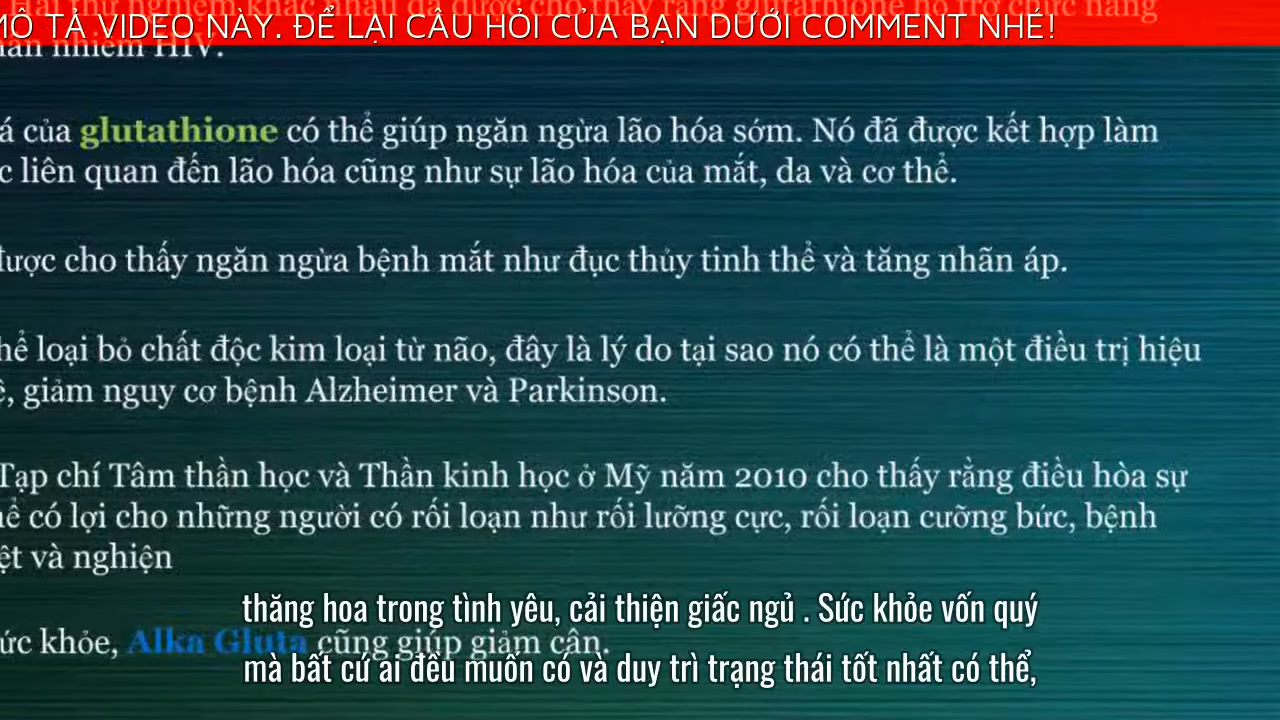 MÔ TẢ VIDEO NÀY. ĐỂ LẠI CÂU HỎI CỦA BẠN DƯỚI COMMENT NHÉ!
nhiễm HIV.
của glutathione có thể giúp ngăn ngừa lão hóa sớm. Nó đã được kết hợp làm
liên quan đến lão hóa cũng như sự lão hóa của mắt, da và cơ thể.
được cho thấy ngăn ngừa bệnh mắt như đục thủy tinh thể và tăng nhãn áp.
loại bỏ chất độc kim loại từ não, đây là lý do tại sao nó có thể là một điều trị hiệu
giảm nguy cơ bệnh Alzheimer và Parkinson.
Tạp chí Tâm thần học và Thần kinh học ở Mỹ năm 2010 cho thấy rằng điều hòa sự
có lợi cho những người có rối loạn như rối lưỡng cực, rối loạn cưỡng bức, bệnh
và nghiện
khỏe, Alka Gluta cũng giúp giảm cân.
thăng hoa trong tình yêu, cải thiện giấc ngủ . Sức khỏe vốn quý
mà bất cứ ai đều muốn có và duy trì trạng thái tốt nhất có thể,